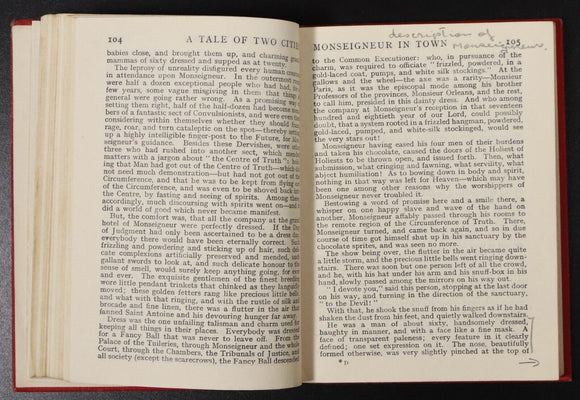 104 A TALE OF TWO CITIE
babies close, and brought them up, and charming gran
mammas of sixty dressed and supped as at twenty.
The leprosy of unreality disfigured every human creature
in attendance upon Monseigneur. In the outermost room
were half a dozen exceptional people who had had, for a
few years, some vague misgiving in them that things in
general were going rather wrong. As a promising way of
setting them right, half of the half-dozen had become mem-
bers of a fantastic sect of Convulsionists, and were even then
considering within themselves whether they should foam,
rage, roar, and turn cataleptic on the spot—thereby setting
up a highly intelligible finger-post to the Future, for Mon-
seigneur's guidance. Besides these Dervishes, were other
three who had rushed into another sect, which mended
matters with a jargon about "the Centre of Truth": hold-
ing that Man had got out of the Centre of Truth—which did
not need much demonstration—but had not got out of the
Circumference, and that he was to be kept from flying out
of the Circumference, and was even to be shoved back into
the Centre, by fasting and seeing of spirits. Among these,
accordingly, much discoursing with spirits went on—and it
did a world of good which never became manifest.
But, the comfort was, that all the company at the grand
hotel of Monseigneur were perfectly dressed. If the Day
of Judgment had only been ascertained to be a dress day,
everybody there would have been eternally correct. Such
frizzling and powdering and sticking up of hair, such deli-
cate complexions artificially preserved and mended, such
gallant swords to look at, and such delicate honour to the
sense of smell, would surely keep anything going, for ever
and ever. The exquisite gentlemen of the finest breeding
wore little pendant trinkets that chinked as they languidly
moved; these golden fetters rang like precious little bells;
and what with that ringing, and with the rustle of silk and
brocade and fine linen, there was a flutter in the air that
fanned Saint Antoine and his devouring hunger far away.
Dress was the one unfailing talisman and charm used for
keeping all things in their places. Everybody was dressed
for a Fancy Ball that was never to leave off. From the
Palace of the Tuileries, through Monseigneur and the whole
Court, through the Chambers, the Tribunals of Justice, and
all society (except the scarecrows), the Fancy Ball descended
description of
Monseigneur.
MONSEIGNEUR IN TOWN 105
to the Common Executioner: who, in pursuance of the
charm, was required to officiate "frizzled, powdered, in a
gold-laced coat, pumps, and white silk stockings." At the
gallows and the wheel—the axe was a rarity—Monsieur
Paris, as it was the episcopal mode among his brother
Professors of the provinces, Monsieur Orleans, and the rest,
to call him, presided in this dainty dress. And who among
the company at Monseigneur's reception in that seventeen
hundred and eightieth year of our Lord, could possibly
doubt, that a system rooted in a frizzled hangman, powdered,
gold-laced, pumped, and white-silk stockinged, would see
the very stars out!
Monseigneur having eased his four men of their burdens
and taken his chocolate, caused the doors of the Holiest of
Holiests to be thrown open, and issued forth. Then, what
submission, what cringing and fawning, what servility, what
abject humiliation! As to bowing down in body and spirit,
nothing in that way was left for Heaven—which may have
been one among other reasons why the worshippers of
Monseigneur never troubled it.
Bestowing a word of promise here and a smile there, a
whisper on one happy slave and a wave of the hand on
another, Monseigneur affably passed through his rooms to
the remote region of the Circumference of Truth. There,
Monseigneur turned, and came back again, and so in due
course of time got himself shut up in his sanctuary by the
chocolate sprites, and was seen no more.
The show being over, the flutter in the air became quite
a little storm, and the precious little bells went ringing down-
stairs. There was soon but one person left of all the crowd,
and he, with his hat under his arm and his snuff-box in his
hand, slowly passed among the mirrors on his way out.
"I devote you," said this person, stopping at the last door
on his way, and turning in the direction of the sanctuary,
"to the Devil!"
With that, he shook the snuff from his fingers as if he had
shaken the dust from his feet, and quietly walked downstairs.
He was a man of about sixty, handsomely dressed,
haughty in manner, and with a face like a fine mask. A
face of transparent paleness; every feature in it clearly
defined; one set expression on it. The nose, beautifully
formed otherwise, was very slightly pinched at the top of